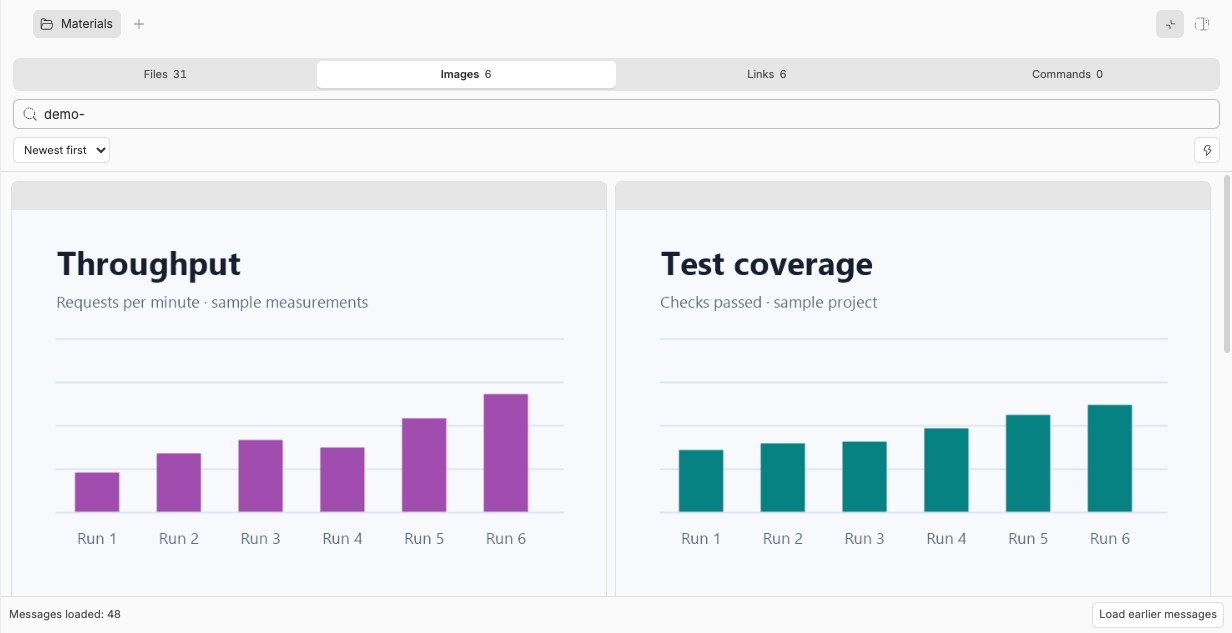 Materials
Files 31
Images 6
Links 6
Commands 0
demo-
Newest first
Throughput
Requests per minute · sample measurements
Run 1 Run 2 Run 3 Run 4 Run 5 Run 6
Test coverage
Checks passed · sample project
Run 1 Run 2 Run 3 Run 4 Run 5 Run 6
Messages loaded: 48
Load earlier messages